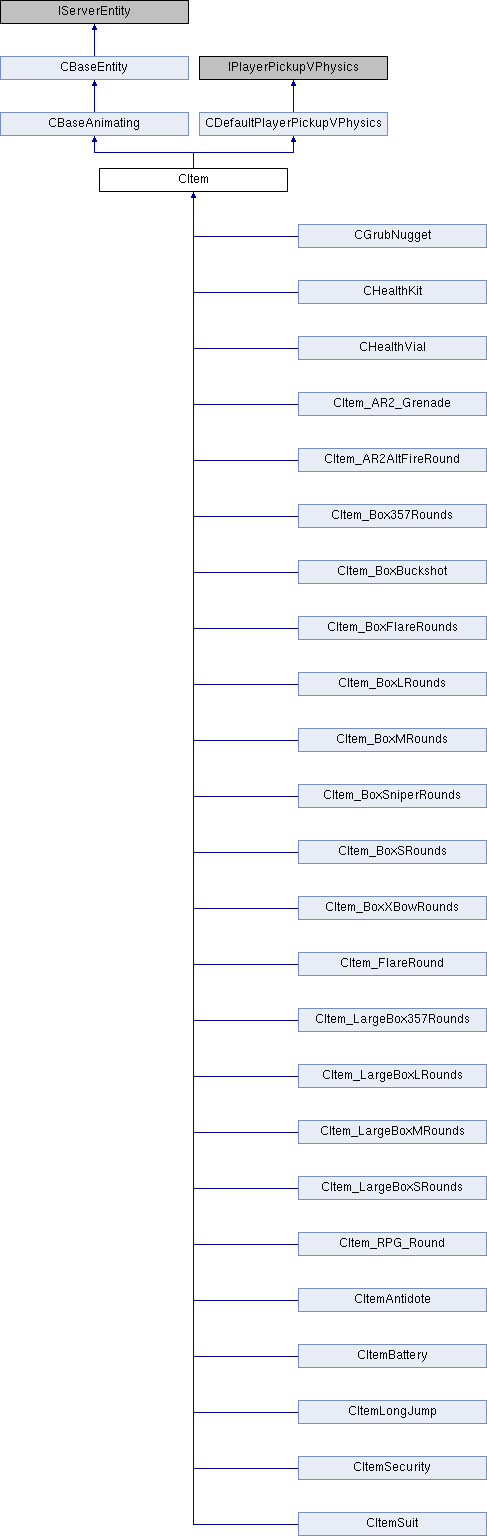 IServerEntity
CBaseEntity
IPlayerPickupVPhysics
CBaseAnimating
CDefaultPlayerPickupVPhysics
CItem
CGrubNugget
CHealthKit
CHealthVial
CItem_AR2_Grenade
CItem_AR2AltFireRound
CItem_Box357Rounds
CItem_BoxBuckshot
CItem_BoxFlareRounds
CItem_BoxLRounds
CItem_BoxMRounds
CItem_BoxSniperRounds
CItem_BoxSRounds
CItem_BoxXBowRounds
CItem_FlareRound
CItem_LargeBox357Rounds
CItem_LargeBoxLRounds
CItem_LargeBoxMRounds
CItem_LargeBoxSRounds
CItem_RPG_Round
CItemAntidote
CItemBattery
CItemLongJump
CItemSecurity
CItemSuit